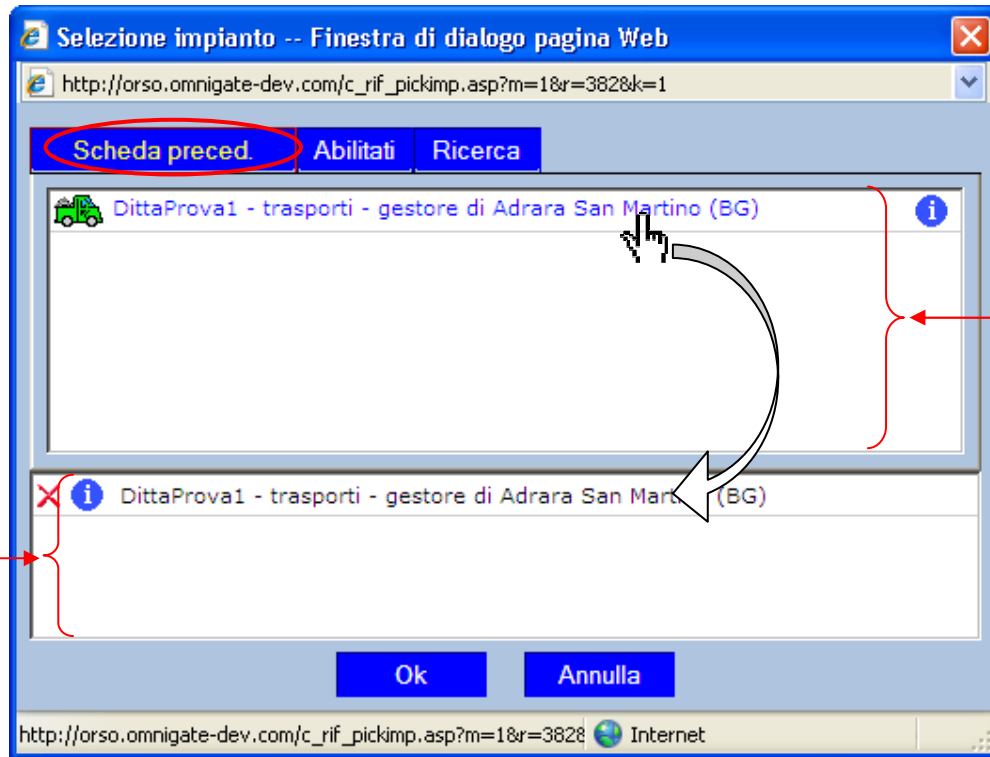 Selezione impianto -- Finestra di dialogo pagina Web
http://orso.omnigate-dev.com/c_rif_pickimp.asp?m=1&r=382&k=1
Scheda preced. Abilitati Ricerca
DittaProva1 - trasporti - gestore di Adrara San Martino (BG)
DittaProva1 - trasporti - gestore di Adrara San Mart (BG)
Ok Annulla
http://orso.omnigate-dev.com/c_rif_pickimp.asp?m=1&r=3828 Internet